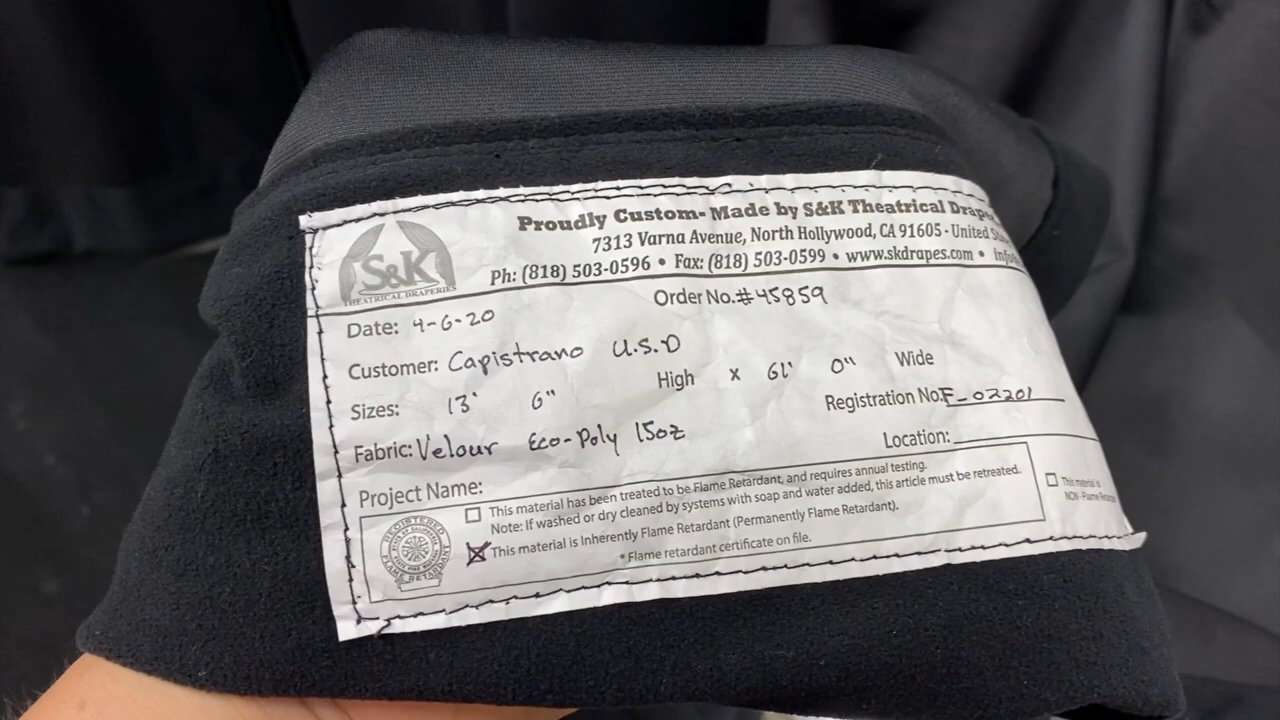 S&K
THEATRICAL DRAPERIES
Proudly Custom- Made by S&K Theatrical
7313 Varna Avenue, North Hollywood, CA 91605 - United
Ph: (818) 503-0596 • Fax: (818) 503-0599 • www.skdrapes.com •
Order No.#45859
Date: 4-6-20
Customer: Capistrano U.S.D
Sizes: 13' 6" High x 61' 0" Wide
Registration No. F-02201
Fabric: Velour Eco-Poly 15oz
Location:
Project Name:
This material has been treated to be Flame Retardant, and requires annual testing.
Note: If washed or dry cleaned by systems with soap and water added, this article must be retreated.
This material is Inherently Flame Retardant (Permanently Flame Retardant).
* Flame retardant certificate on file.
This material is
NON-Flame
REGISTERED
FLAME RETARDANT